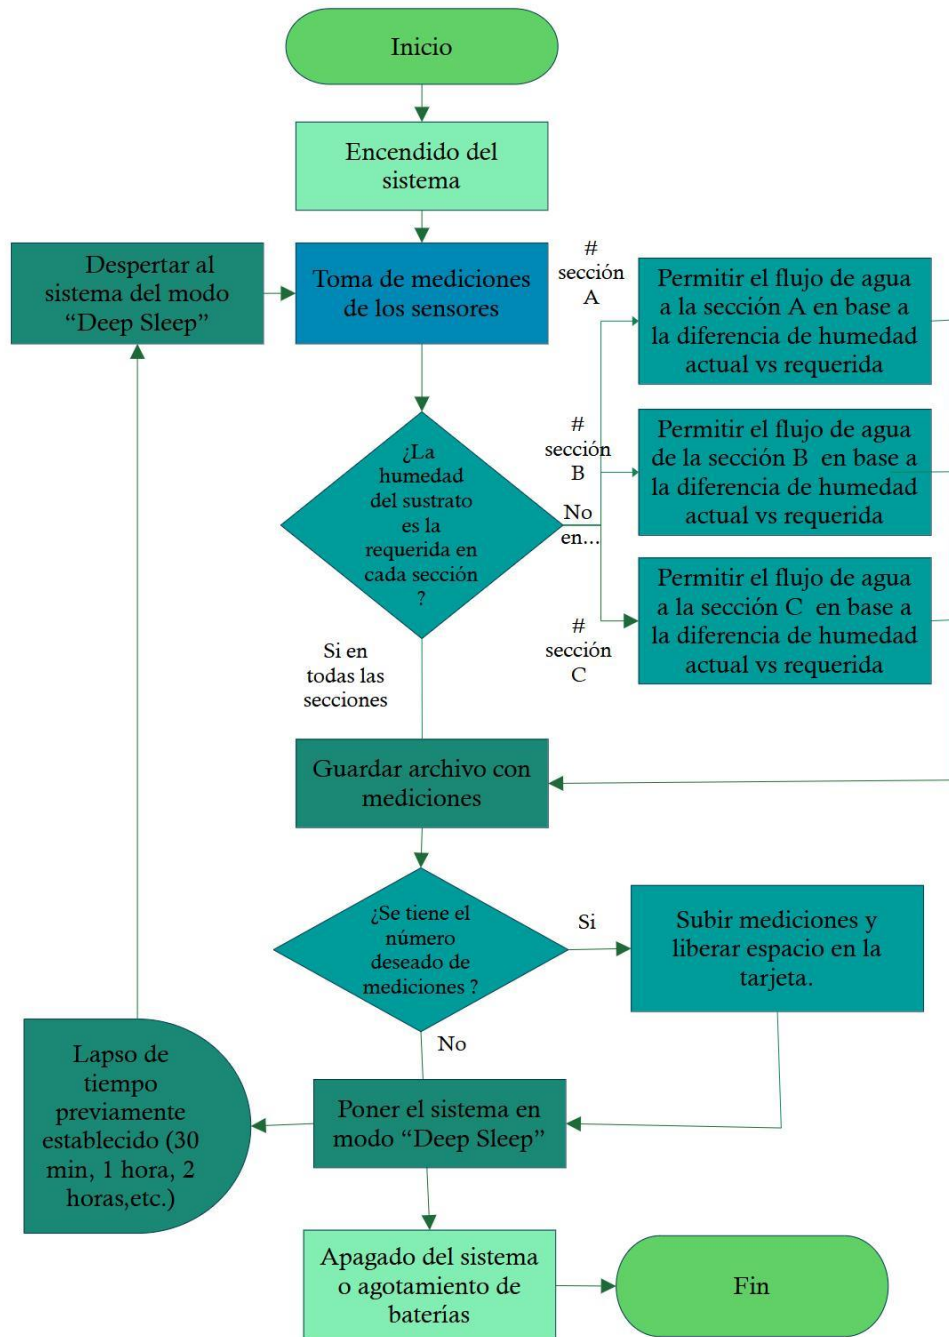 Inicio
Encendido del
sistema
Despertar al
sistema del modo
“Deep Sleep”
Toma de mediciones
de los sensores
#
sección
A
Permitir el flujo de agua
a la sección A en base a
la diferencia de humedad
actual vs requerida
#
sección
B
Permitir el flujo de agua
de la sección B en base a
la diferencia de humedad
actual vs requerida
¿La
humedad
del sustrato
es la
requerida en
cada sección
?
No
en...
#
sección
C
Permitir el flujo de agua
a la sección C en base a
la diferencia de humedad
actual vs requerida
Si en
todas las
secciones
Guardar archivo con
mediciones
¿Se tiene el
número
deseado de
mediciones ?
Si
Subir mediciones y
liberar espacio en la
tarjeta.
No
Lapso de
tiempo
previamente
establecido (30
min, 1 hora, 2
horas,etc.)
Poner el sistema en
modo “Deep Sleep”
Apagado del sistema
o agotamiento de
baterías
Fin